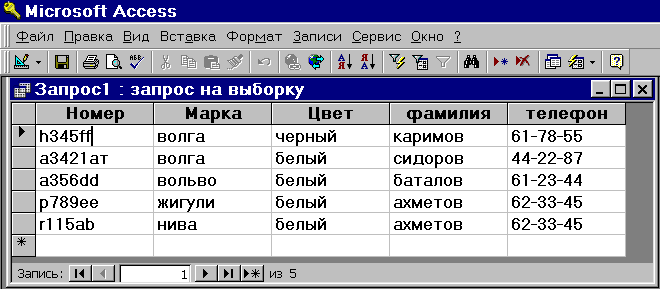 Microsoft Access
Файл Правка Вид Вставка Формат Записи Сервис Окно ?
Запрос1 : запрос на выборку
Номер Марка Цвет фамилия телефон
h345ff волга черный каримов 61-78-55
а3421ат волга белый сидоров 44-22-87
а356dd вольво белый баталов 61-23-44
p789ee жигули белый ахметов 62-33-45
r115ab нива белый ахметов 62-33-45
Запись: 1 из 5